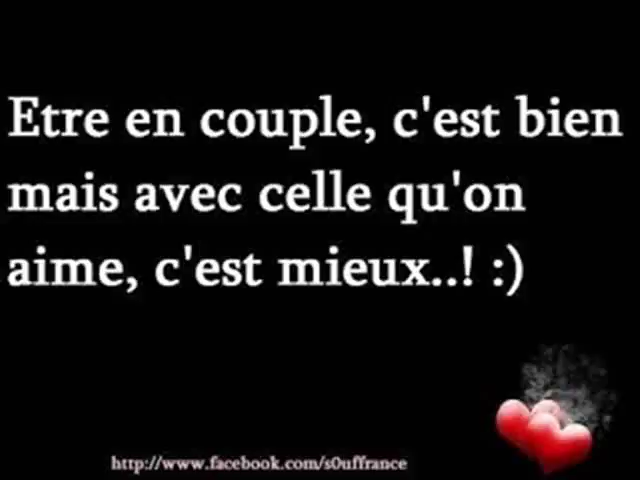 Etre en couple, c'est bien
mais avec celle qu'on
aime, c'est mieux..! :)
http://www.facebook.com/s0uffrance